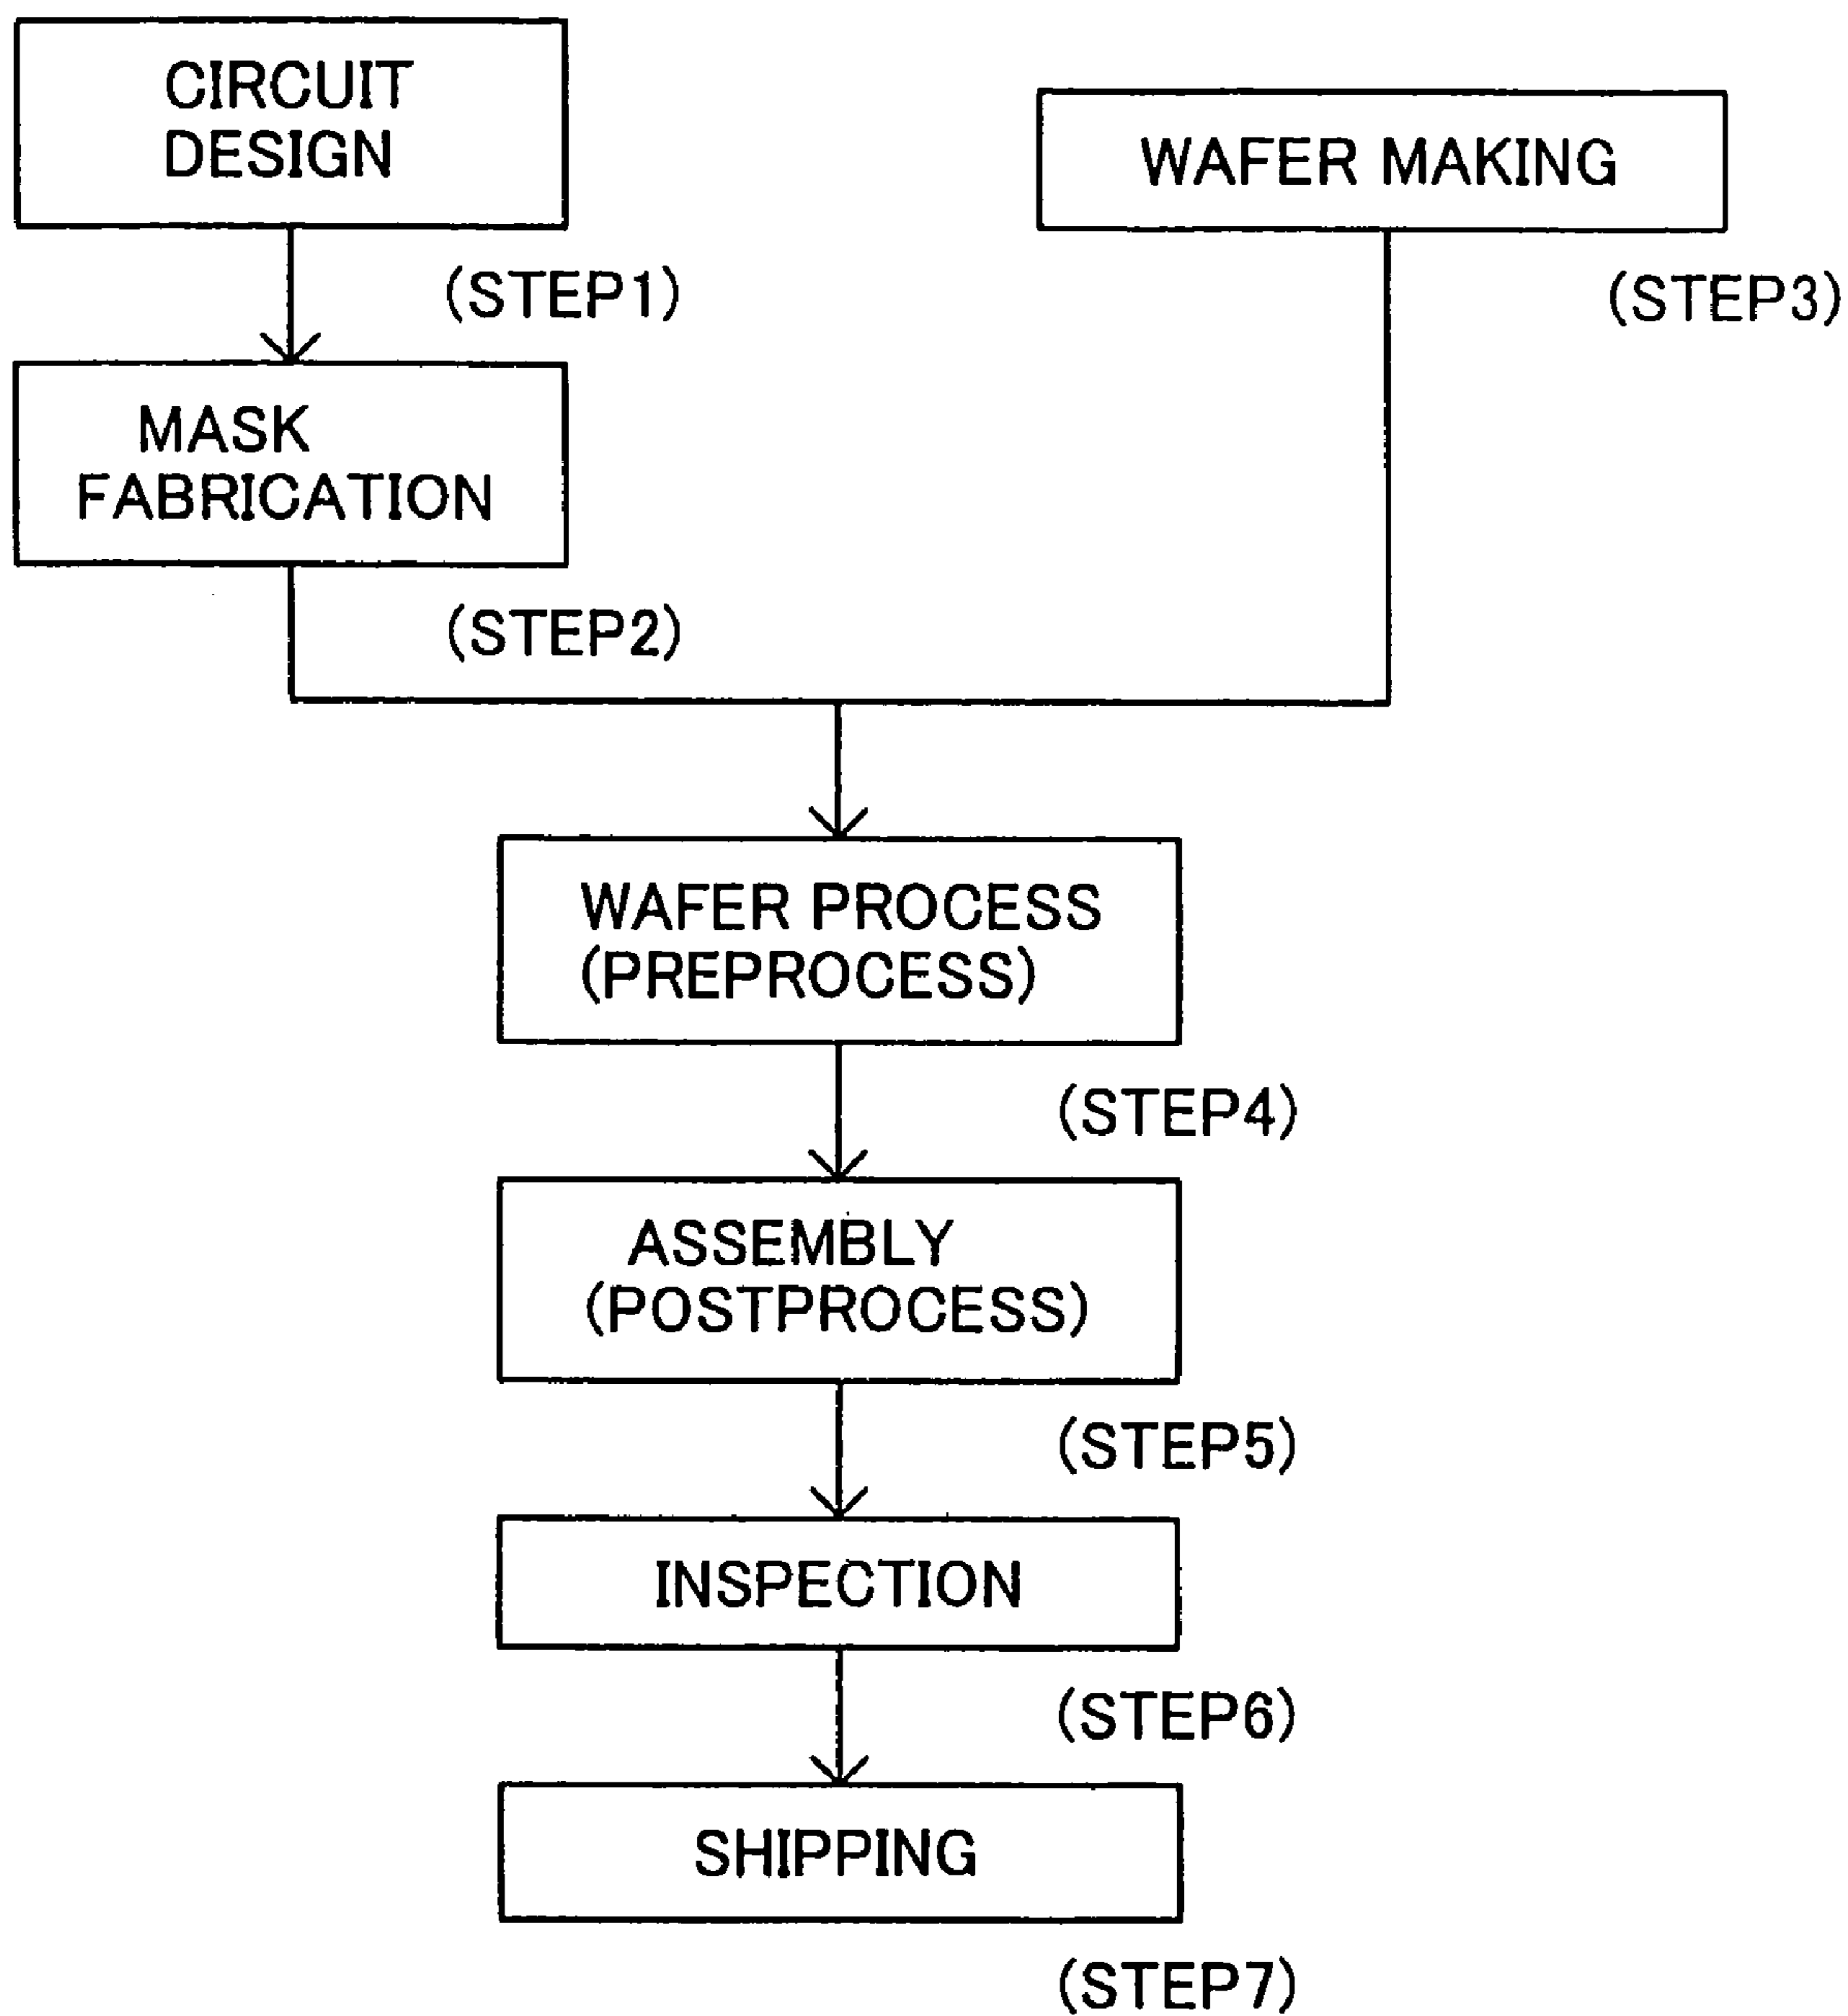 CIRCUIT
DESIGN
(STEP1)
MASK
FABRICATION
(STEP2)
WAFER MAKING
(STEP3)
WAFER PROCESS
(PREPROCESS)
(STEP4)
ASSEMBLY
(POSTPROCESS)
(STEP5)
INSPECTION
(STEP6)
SHIPPING
(STEP7)